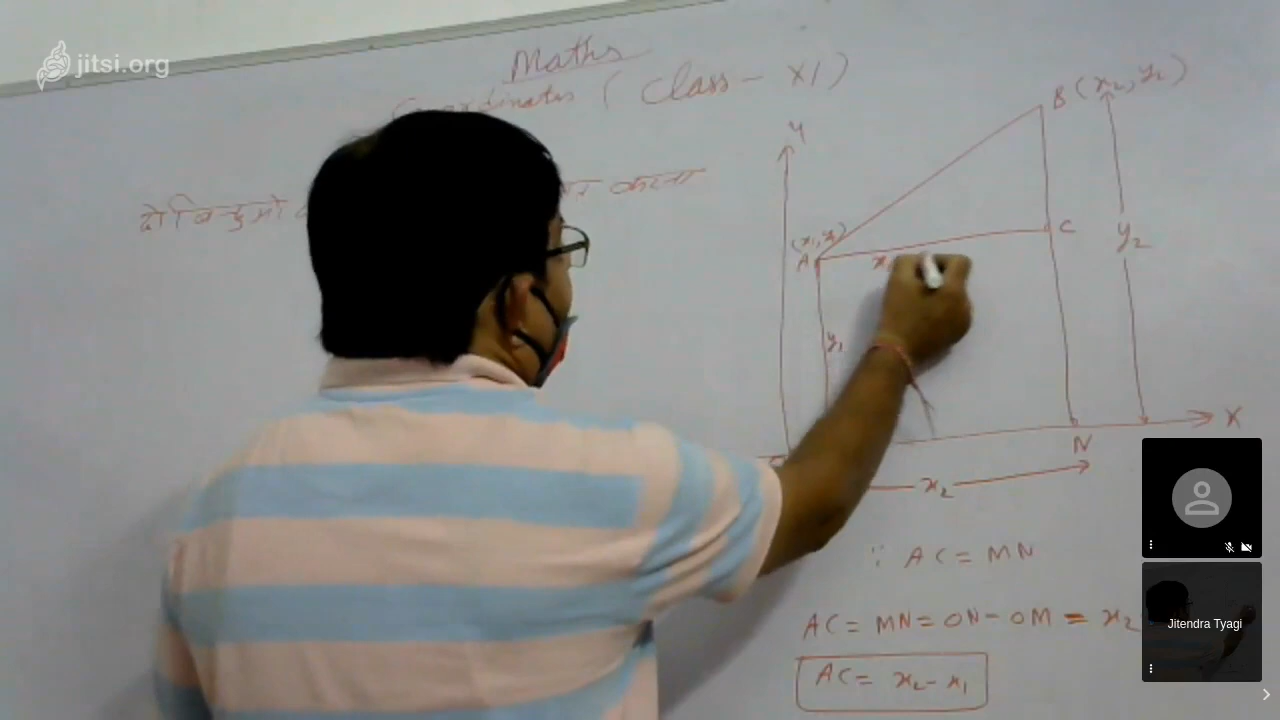 jitsi.org
Maths
Coordinates (Class - XI)
दो बिन्दुओं करना
Y
B (x₂, y₂)
(x₁, y₁)
A
C
y₂
y₁
X
N
x₂
∵ AC = MN
AC = MN = ON - OM = x₂
AC = x₂ - x₁
Jitendra Tyagi